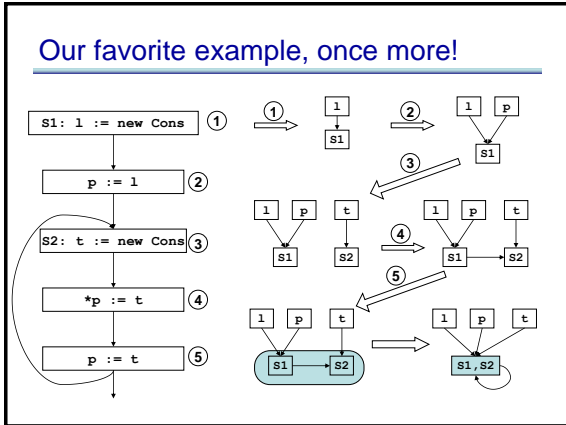 Our favorite example, once more!
S1: l := new Cons 1
p := l 2
S2: t := new Cons 3
*p := t 4
p := t 5
1
l
S1
2
l p
S1
3
l p t
S1 S2
4
l p t
S1 S2
5
l p t
S1 S2
l p t
S1,S2